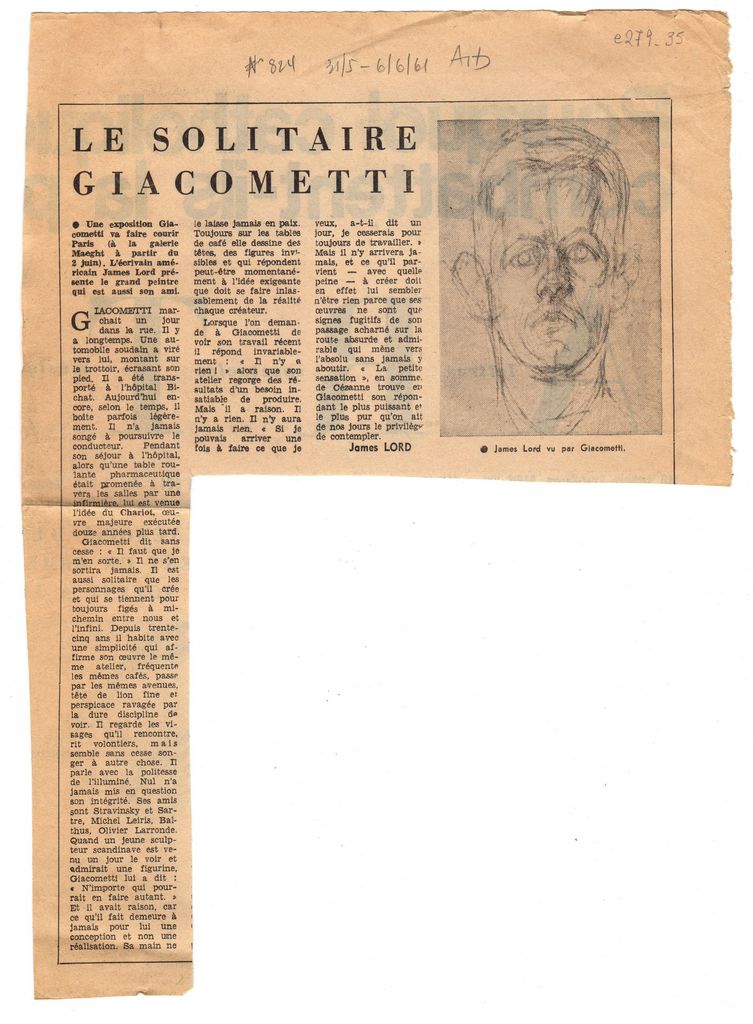 e279_35
N° 824 31/5 - 6/6/61 Arts
LE SOLITAIRE
GIACOMETTI
● Une exposition Gia-
cometti va faire courir
Paris (à la galerie
Maeght à partir du
2 juin). L'écrivain amé-
ricain James Lord pré-
sente le grand peintre
qui est aussi son ami.
GIACOMETTI mar-
chait un jour
dans la rue. Il y
a longtemps. Une au-
tomobile soudain a viré
vers lui, montant sur
le trottoir, écrasant son
pied. Il a été trans-
porté à l'hôpital Bi-
chat. Aujourd'hui en-
core, selon le temps, il
boite parfois légère-
ment. Il n'a jamais
songé à poursuivre le
conducteur. Pendant
son séjour à l'hôpital,
alors qu'une table rou-
lante pharmaceutique
était promenée à tra-
vers les salles par une
infirmière, lui est venue
l'idée du Chariot, œu-
vre majeure exécutée
douze années plus tard.
Giacometti dit sans
cesse : « Il faut que je
m'en sorte. » Il ne s'en
sortira jamais. Il est
aussi solitaire que les
personnages qu'il crée
et qui se tiennent pour
toujours figés à mi-
chemin entre nous et
l'infini. Depuis trente-
cinq ans il habite avec
une simplicité qui af-
firme son œuvre le mê-
me atelier, fréquente
les mêmes cafés, passe
par les mêmes avenues,
tête de lion fine et
perspicace ravagée par
la dure discipline de
voir. Il regarde les vi-
sages qu'il rencontre,
rit volontiers, mais
semble sans cesse son-
ger à autre chose. Il
parle avec la politesse
de l'illuminé. Nul n'a
jamais mis en question
son intégrité. Ses amis
sont Stravinsky et Sar-
tre, Michel Leiris, Bal-
thus, Olivier Larronde.
Quand un jeune sculp-
teur scandinave est ve-
nu un jour le voir et
admirait une figurine,
Giacometti lui a dit :
« N'importe qui pour-
rait en faire autant. »
Et il avait raison, car
ce qu'il fait demeure à
jamais pour lui une
conception et non une
réalisation. Sa main ne
le laisse jamais en paix.
Toujours sur les tables
de café elle dessine des
têtes, des figures invi-
sibles et qui répondent
peut-être momentané-
ment à l'idée exigeante
que doit se faire inlas-
sablement de la réalité
chaque créateur.
Lorsque l'on deman-
de à Giacometti de
voir son travail récent
il répond invariable-
ment : « Il n'y a
rien ! » alors que son
atelier regorge des ré-
sultats d'un besoin in-
satiable de produire.
Mais il a raison. Il
n'y a rien. Il n'y aura
jamais rien. « Si je
pouvais arriver une
fois à faire ce que je
veux, a-t-il dit un
jour, je cesserais pour
toujours de travailler. »
Mais il n'y arrivera ja-
mais, et ce qu'il par-
vient — avec quelle
peine — à créer doit
en effet lui sembler
n'être rien parce que ses
œuvres ne sont que
signes fugitifs de son
passage acharné sur la
route absurde et admi-
rable qui mène vers
l'absolu sans jamais y
aboutir. « La petite
sensation », en somme,
de Cézanne trouve en
Giacometti son répon-
dant le plus puissant et
le plus pur qu'on ait
de nos jours le privilège
de contempler.
James LORD
● James Lord vu par Giacometti.